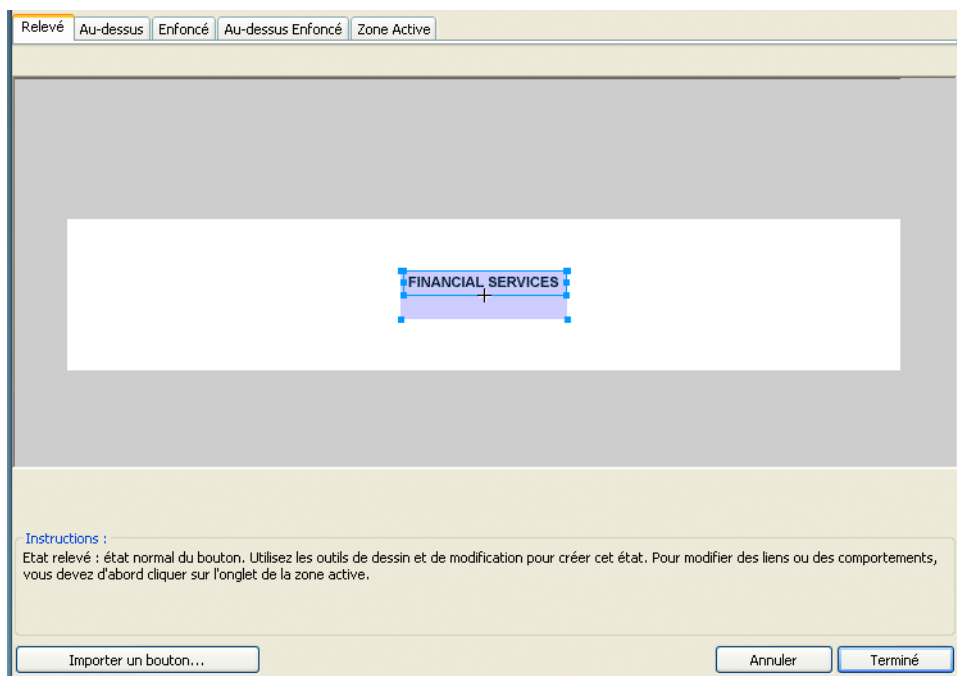 Relevé Au-dessus Enfoncé Au-dessus Enfoncé Zone Active
FINANCIAL SERVICES
Instructions :
Etat relevé : état normal du bouton. Utilisez les outils de dessin et de modification pour créer cet état. Pour modifier des liens ou des comportements,
vous devez d'abord cliquer sur l'onglet de la zone active.
Importer un bouton... Annuler Terminé